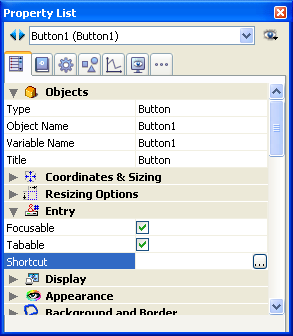 Property List
Button1 (Button1)
Objects
Type Button
Object Name Button1
Variable Name Button1
Title Button
Coordinates & Sizing
Resizing Options
Entry
Focusable
Tabable
Shortcut ...
Display
Appearance
Background and Border